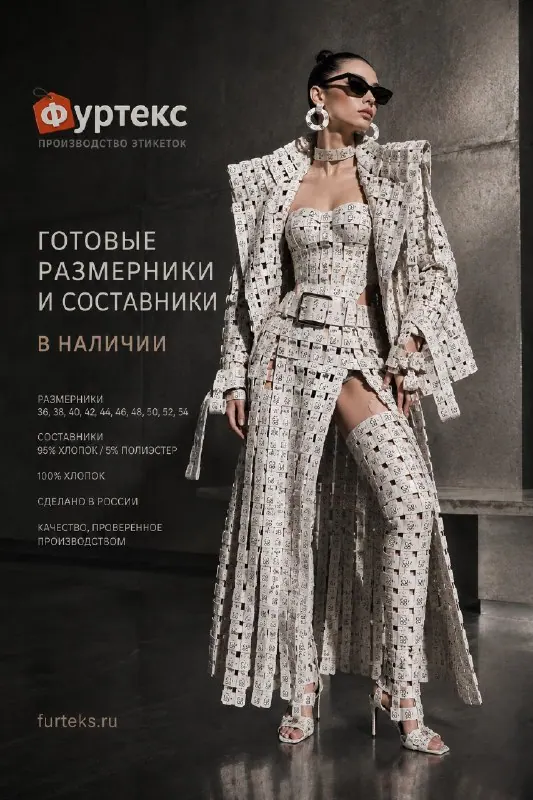 Фуртекс
ПРОИЗВОДСТВО ЭТИКЕТОК
ГОТОВЫЕ
РАЗМЕРНИКИ
И СОСТАВНИКИ
В НАЛИЧИИ
РАЗМЕРНИКИ
36, 38, 40, 42, 44, 46, 48, 50, 52, 54
СОСТАВНИКИ
95% ХЛОПОК / 5% ПОЛИЭСТЕР
100% ХЛОПОК
СДЕЛАНО В РОССИИ
КАЧЕСТВО, ПРОВЕРЕННОЕ
ПРОИЗВОДСТВОМ
furteks.ru